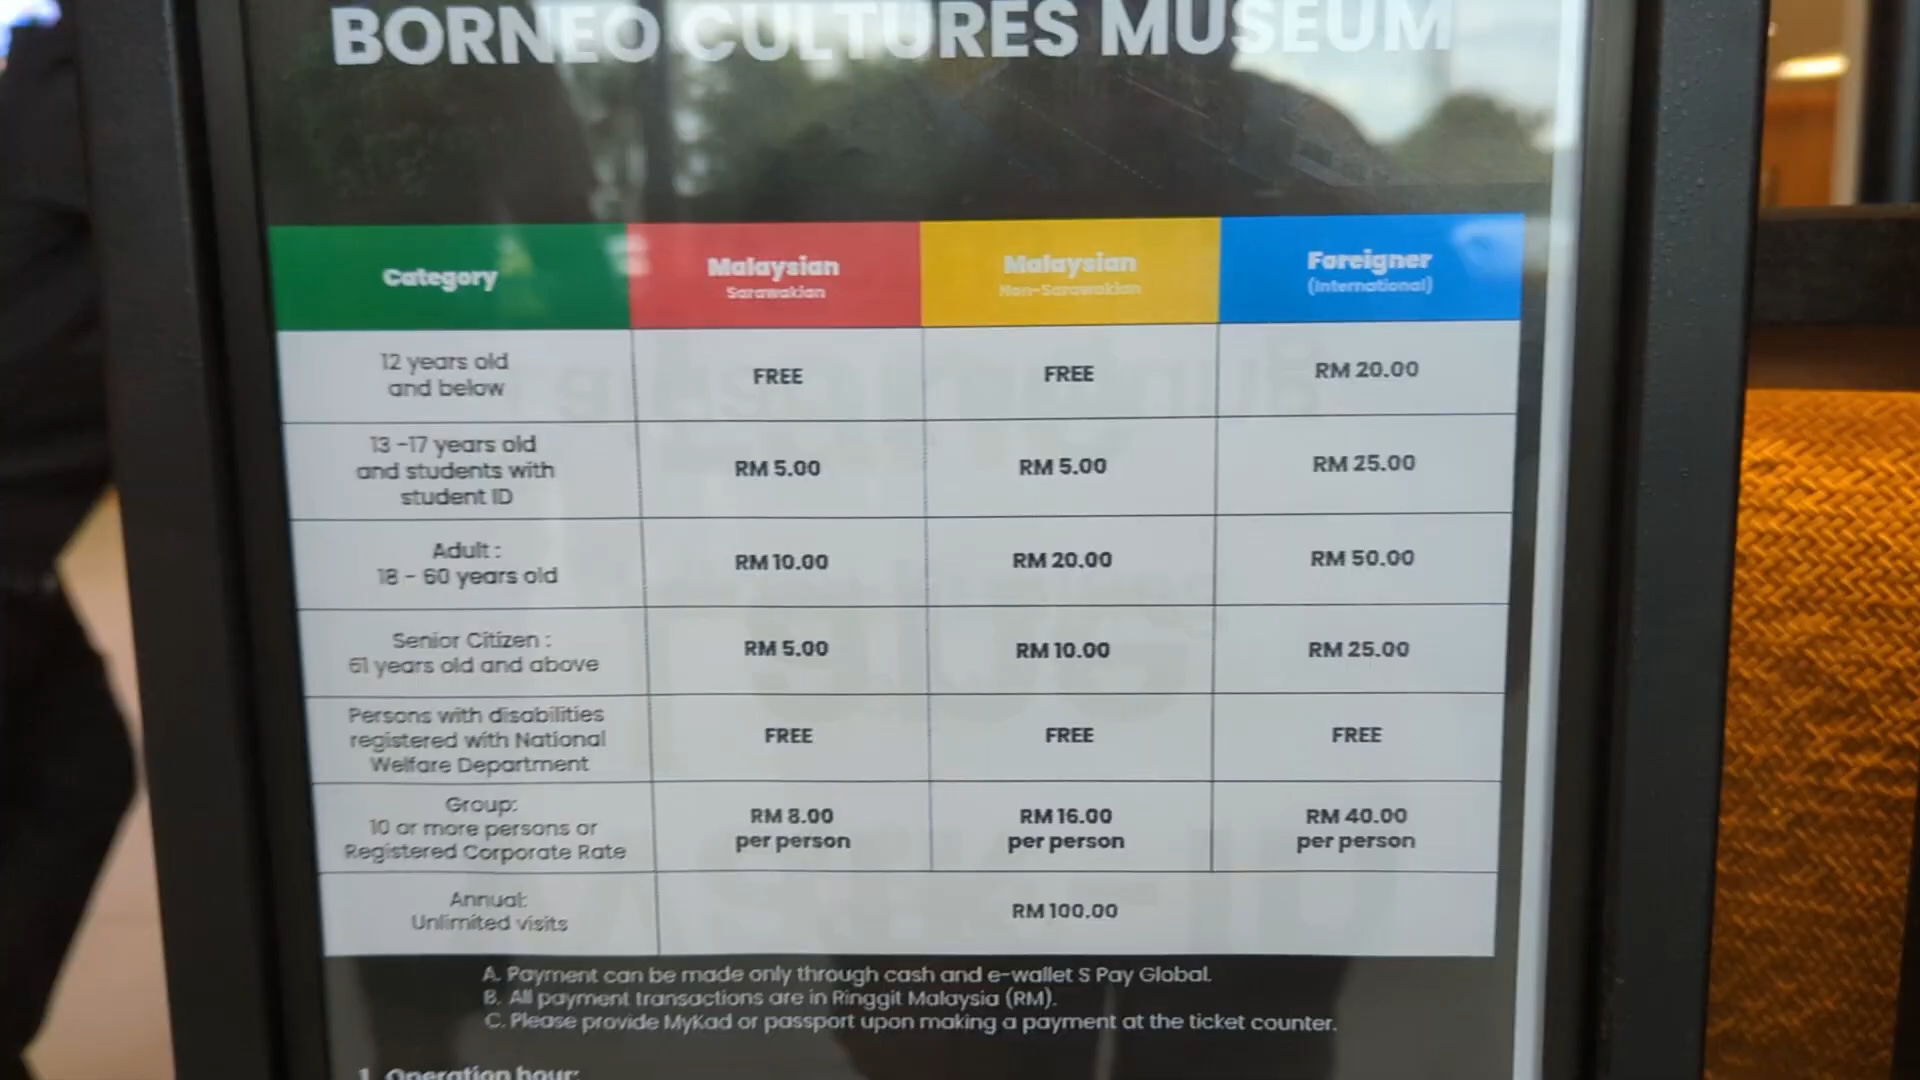 BORNEO CULTURES MUSEUM
Category
Malaysian
Sarawakian
Malaysian
Non-Sarawakian
Foreigner
(International)
12 years old
and below
FREE
FREE
RM 20.00
13 -17 years old
and students with
student ID
RM 5.00
RM 5.00
RM 25.00
Adult :
18 - 60 years old
RM 10.00
RM 20.00
RM 50.00
Senior Citizen :
61 years old and above
RM 5.00
RM 10.00
RM 25.00
Persons with disabilities
registered with National
Welfare Department
FREE
FREE
FREE
Group:
10 or more persons or
Registered Corporate Rate
RM 8.00
per person
RM 16.00
per person
RM 40.00
per person
Annual:
Unlimited visits
RM 100.00
A. Payment can be made only through cash and e-wallet S Pay Global.
B. All payment transactions are in Ringgit Malaysia (RM).
C. Please provide MyKad or passport upon making a payment at the ticket counter.
1. Operation hour: